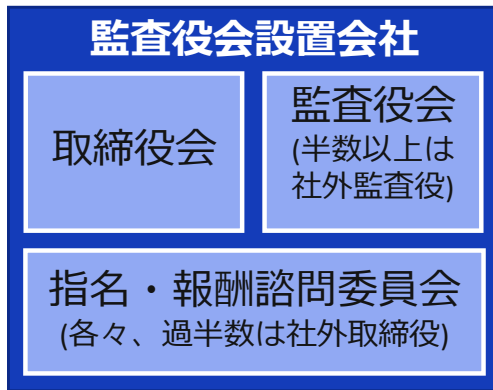 監査役会設置会社
取締役会
監査役会
(半数以上は
社外監査役)
指名・報酬諮問委員会
(各々、過半数は社外取締役)